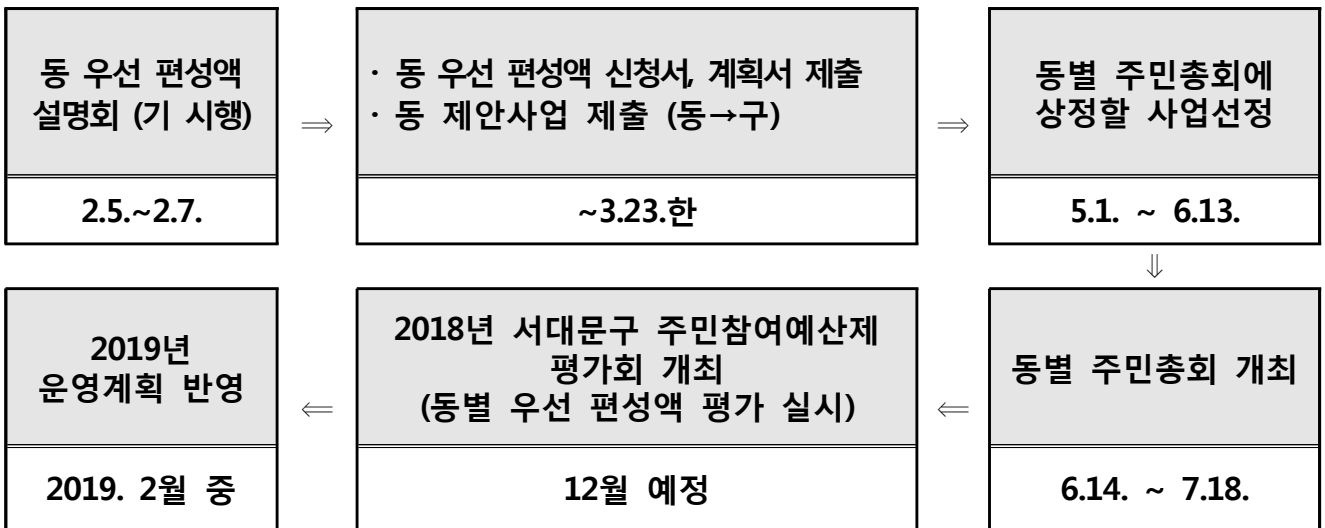 동 우선 편성액
설명회 (기 시행)
2.5.~2.7.
⇒
· 동 우선 편성액 신청서, 계획서 제출
· 동 제안사업 제출 (동→구)
~3.23.한
⇒
동별 주민총회에
상정할 사업선정
5.1. ~ 6.13.
⇓
동별 주민총회 개최
6.14. ~ 7.18.
⇐
2018년 서대문구 주민참여예산제
평가회 개최
(동별 우선 편성액 평가 실시)
12월 예정
⇐
2019년
운영계획 반영
2019. 2월 중